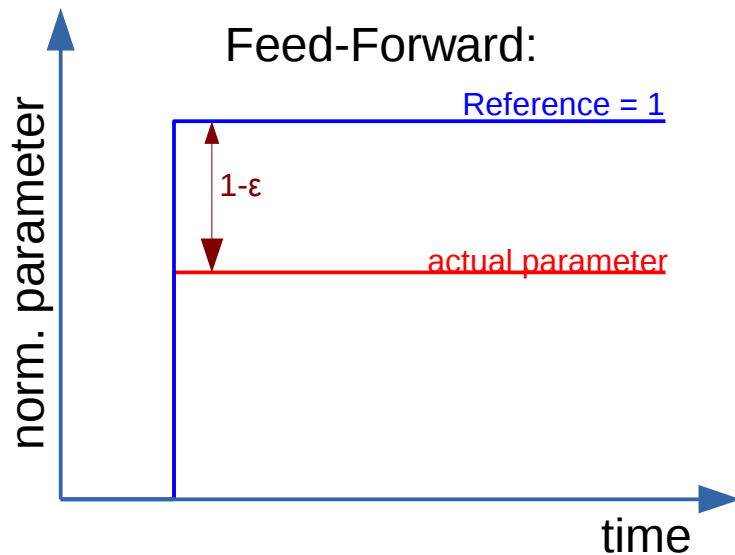 Feed-Forward:
Reference = 1
1-ε
actual parameter
norm. parameter
time